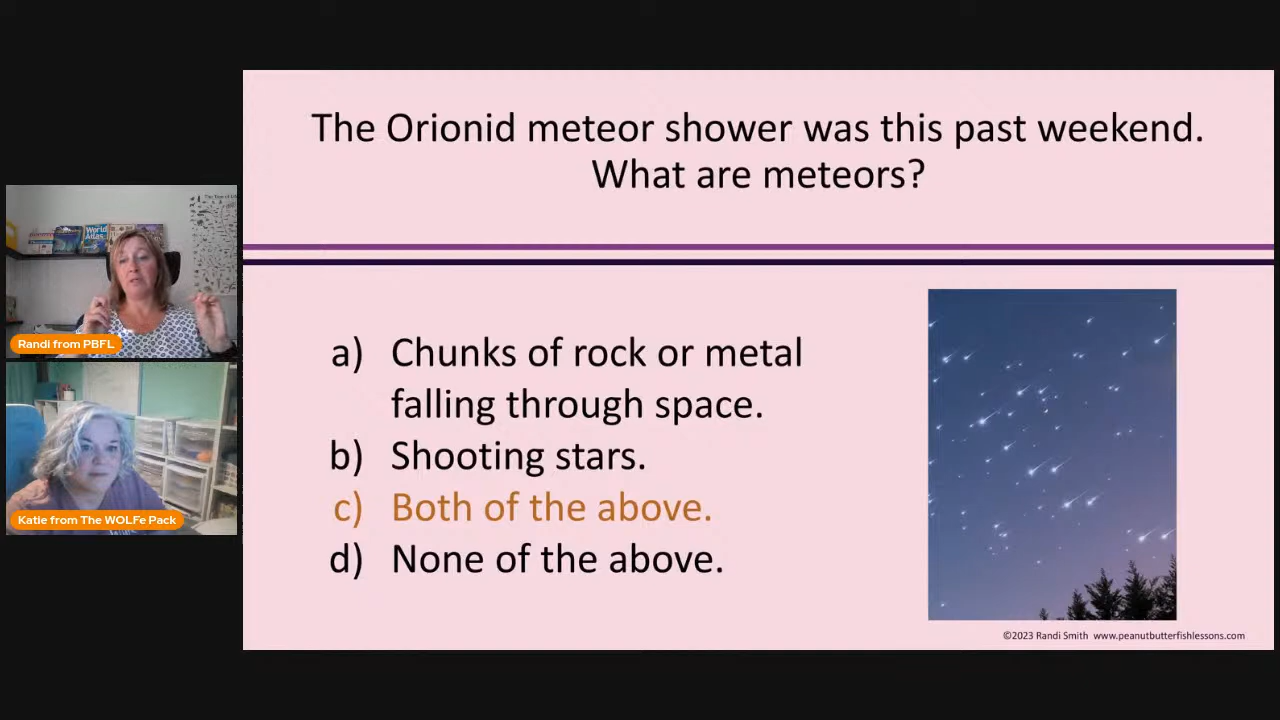 The Orionid meteor shower was this past weekend.
What are meteors?
a) Chunks of rock or metal
falling through space.
b) Shooting stars.
c) Both of the above.
d) None of the above.
©2023 Randi Smith www.peanutbutterfishlessons.com
World
Atlas
Randi from PBFL
Katie from The WOLFe Pack